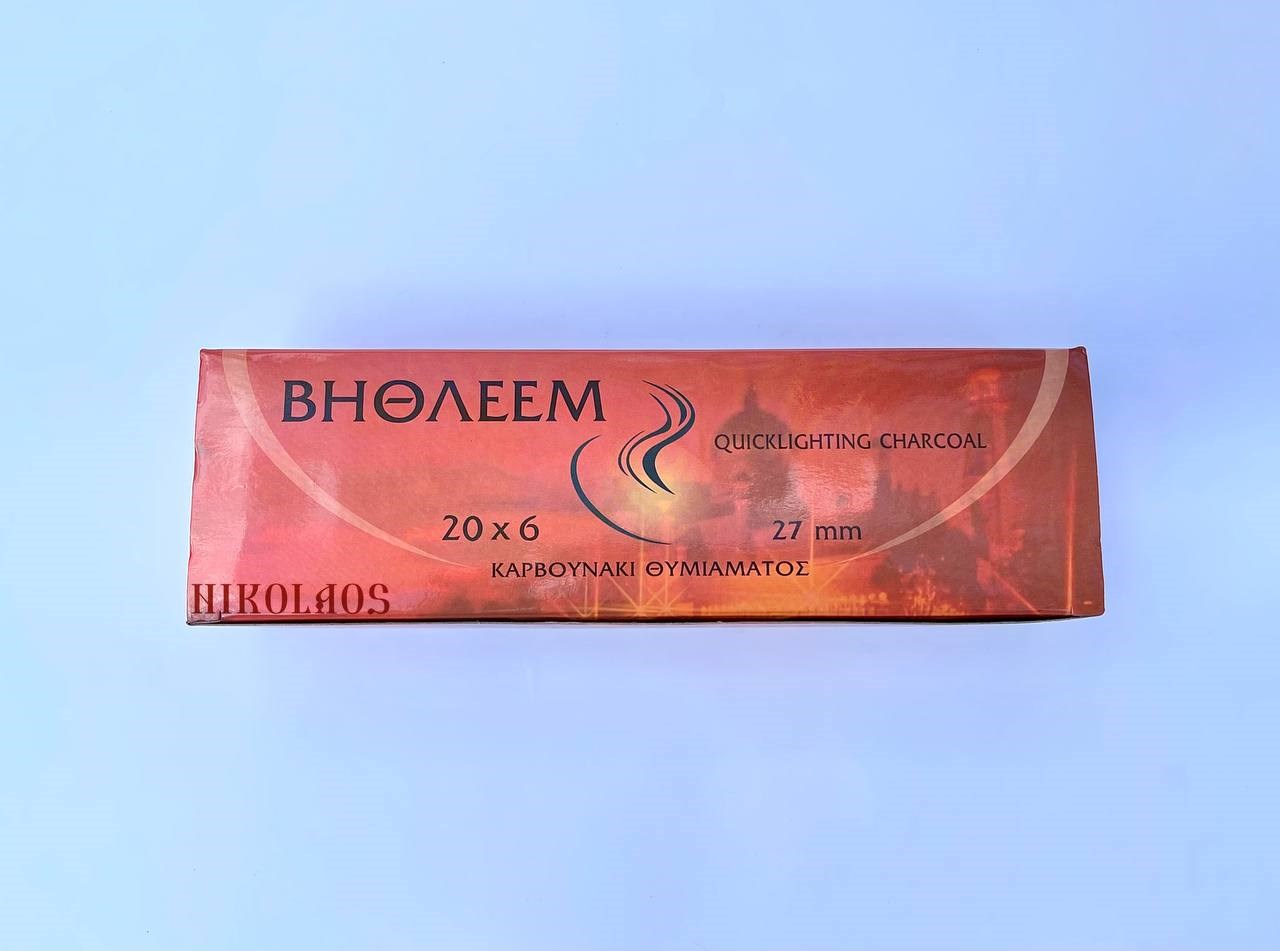 ΒΗΘΛΕΕΜ
QUICKLIGHTING CHARCOAL
20 x 6
27 mm
ΚΑΡΒΟΥΝΑΚΙ ΘΥΜΙΑΜΑΤΟΣ
NIKOLAOS